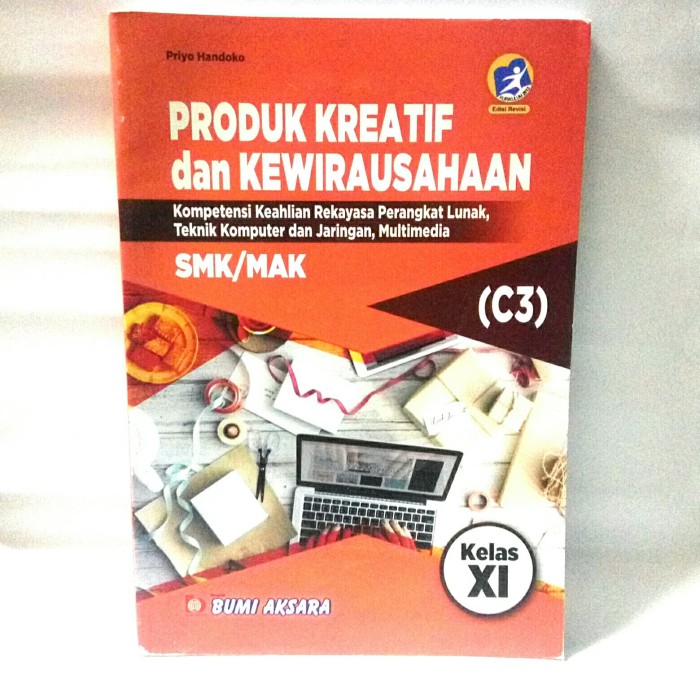 Priyo Handoko
Edisi Revisi
PRODUK KREATIF
dan KEWIRAUSAHAAN
Kompetensi Keahlian Rekayasa Perangkat Lunak,
Teknik Komputer dan Jaringan, Multimedia
SMK/MAK
(C3)
Kelas
XI
BUMI AKSARA